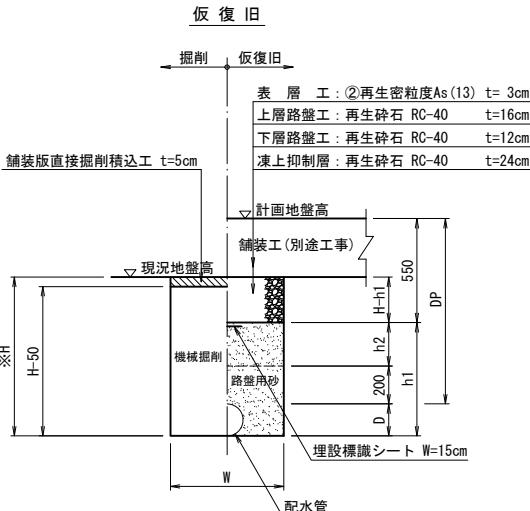 仮 復 旧
掘削 仮復旧
表 層 工：②再生密粒度As(13) t= 3cm
上層路盤工：再生砕石 RC-40 t=16cm
下層路盤工：再生砕石 RC-40 t=12cm
凍上抑制層：再生砕石 RC-40 t=24cm
舗装版直接掘削積込工 t=5cm
計画地盤高
舗装工(別途工事)
現況地盤高
※H
H-50
機械掘削
路盤用砂
H-h1
h2
200
D
550
h1
DP
埋設標識シート W=15cm
W
配水管